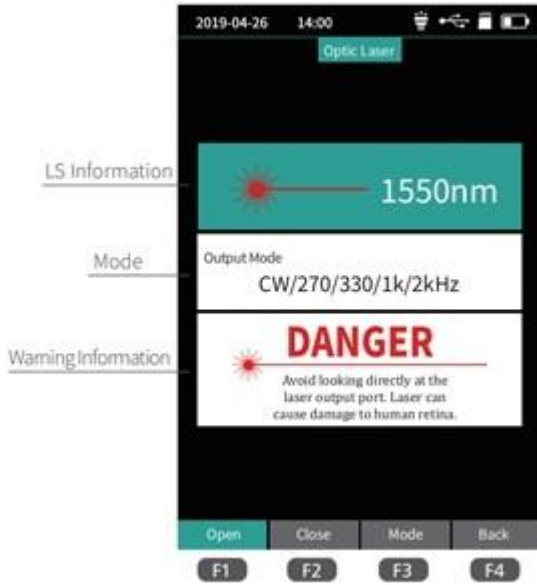 2019-04-26 14:00
Optic Laser
LS Information
1550nm
Mode
Output Mode
CW/270/330/1k/2kHz
Warning Information
DANGER
Avoid looking directly at the
laser output port. Laser can
cause damage to human retina.
Open Close Mode Back
F1 F2 F3 F4